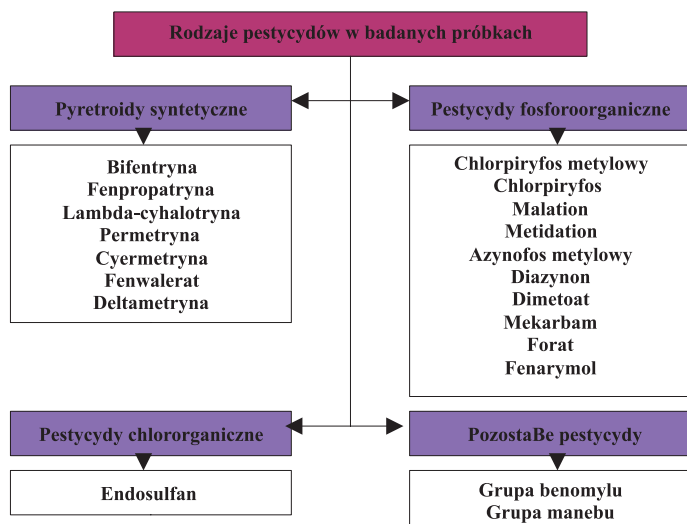 Rodzaje pestycydów w badanych próbkach
Pyretroidy syntetyczne
Bifentryna
Fenpropatryna
Lambda-cyhalotryna
Permetryna
Cyermetryna
Fenwalerat
Deltametryna
Pestycydy fosforoorganiczne
Chlorpiryfos metylowy
Chlorpiryfos
Malation
Metidation
Azynofos metylowy
Diazynon
Dimetoat
Mekarbam
Forat
Fenarymol
Pestycydy chlororganiczne
Endosulfan
PozostaBe pestycydy
Grupa benomylu
Grupa manebu